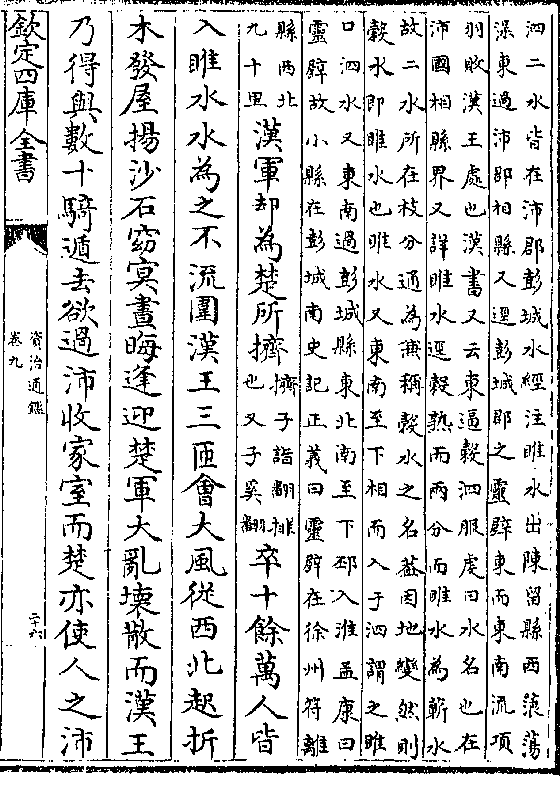 泗二水皆在沛郡彭城水經注睢水出陳留縣西蒗蕩
渠東過沛郡相縣又逕彭城郡之靈壁東而東南流項
羽敗漢王處也漢書又云東逼榖泗服虔曰水名也在
沛國相縣界又詳睢水逕榖熟而兩分而睢水為蘄水
故二水所在枝分通為兼稱榖水之名蓋因地變然則
榖水即睢水也睢水又東南至下相而入于泗謂之睢
口泗水又東南過彭城縣東北南至下邳入淮孟康曰
靈壁故小縣在彭城南史記正義曰靈壁在徐州符離
縣西北九十里漢軍却為楚所擠擠子詣翻排也又子奚翻卒十餘萬人皆
入睢水水為之不流圍漢王三匝會大風從西北起折
木發屋揚沙石窈冥晝晦逢迎楚軍大亂壞散而漢王
乃得與數十騎遁去欲過沛收家室而楚亦使人之沛
欽定四庫全書
資治通鑑
卷九
二十六